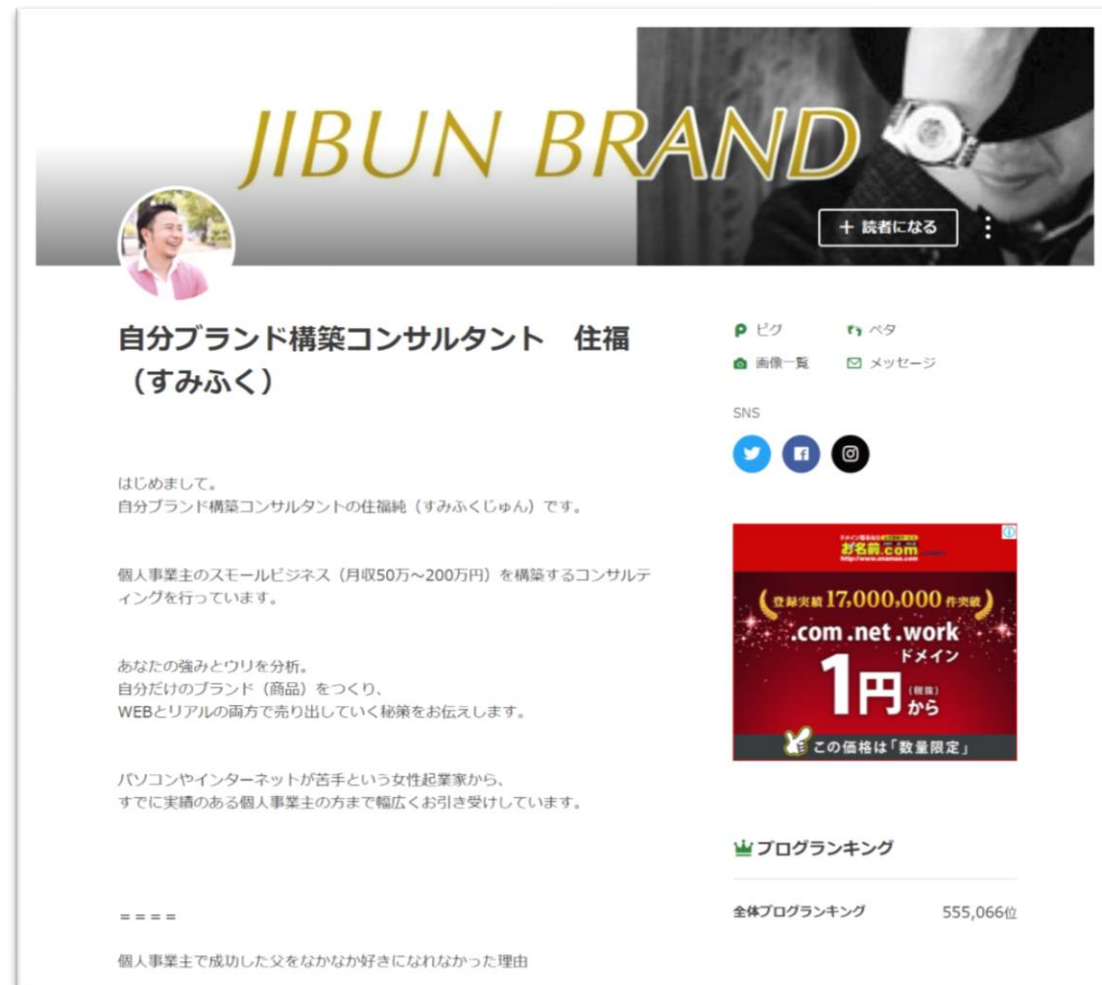 JIBUN BRAND
＋ 読者になる
自分ブランド構築コンサルタント　住福
（すみふく）
はじめまして。
自分ブランド構築コンサルタントの住福純（すみふくじゅん）です。
個人事業主のスモールビジネス（月収50万～200万円）を構築するコンサルテ
ィングを行っています。
あなたの強みとウリを分析。
自分だけのブランド（商品）をつくり、
WEBとリアルの両方で売り出していく秘策をお伝えします。
パソコンやインターネットが苦手という女性起業家から、
すでに実績のある個人事業主の方まで幅広くお引き受けしています。
＝＝＝＝
個人事業主で成功した父をなかなか好きになれなかった理由
ピグ
ペタ
画像一覧
メッセージ
SNS
お名前.com
http://www.onamae.com
登録実績 17,000,000 件突破
.com .net .work
ドメイン
1円
(税抜)
から
この価格は「数量限定」
ブログランキング
全体ブログランキング 555,066位